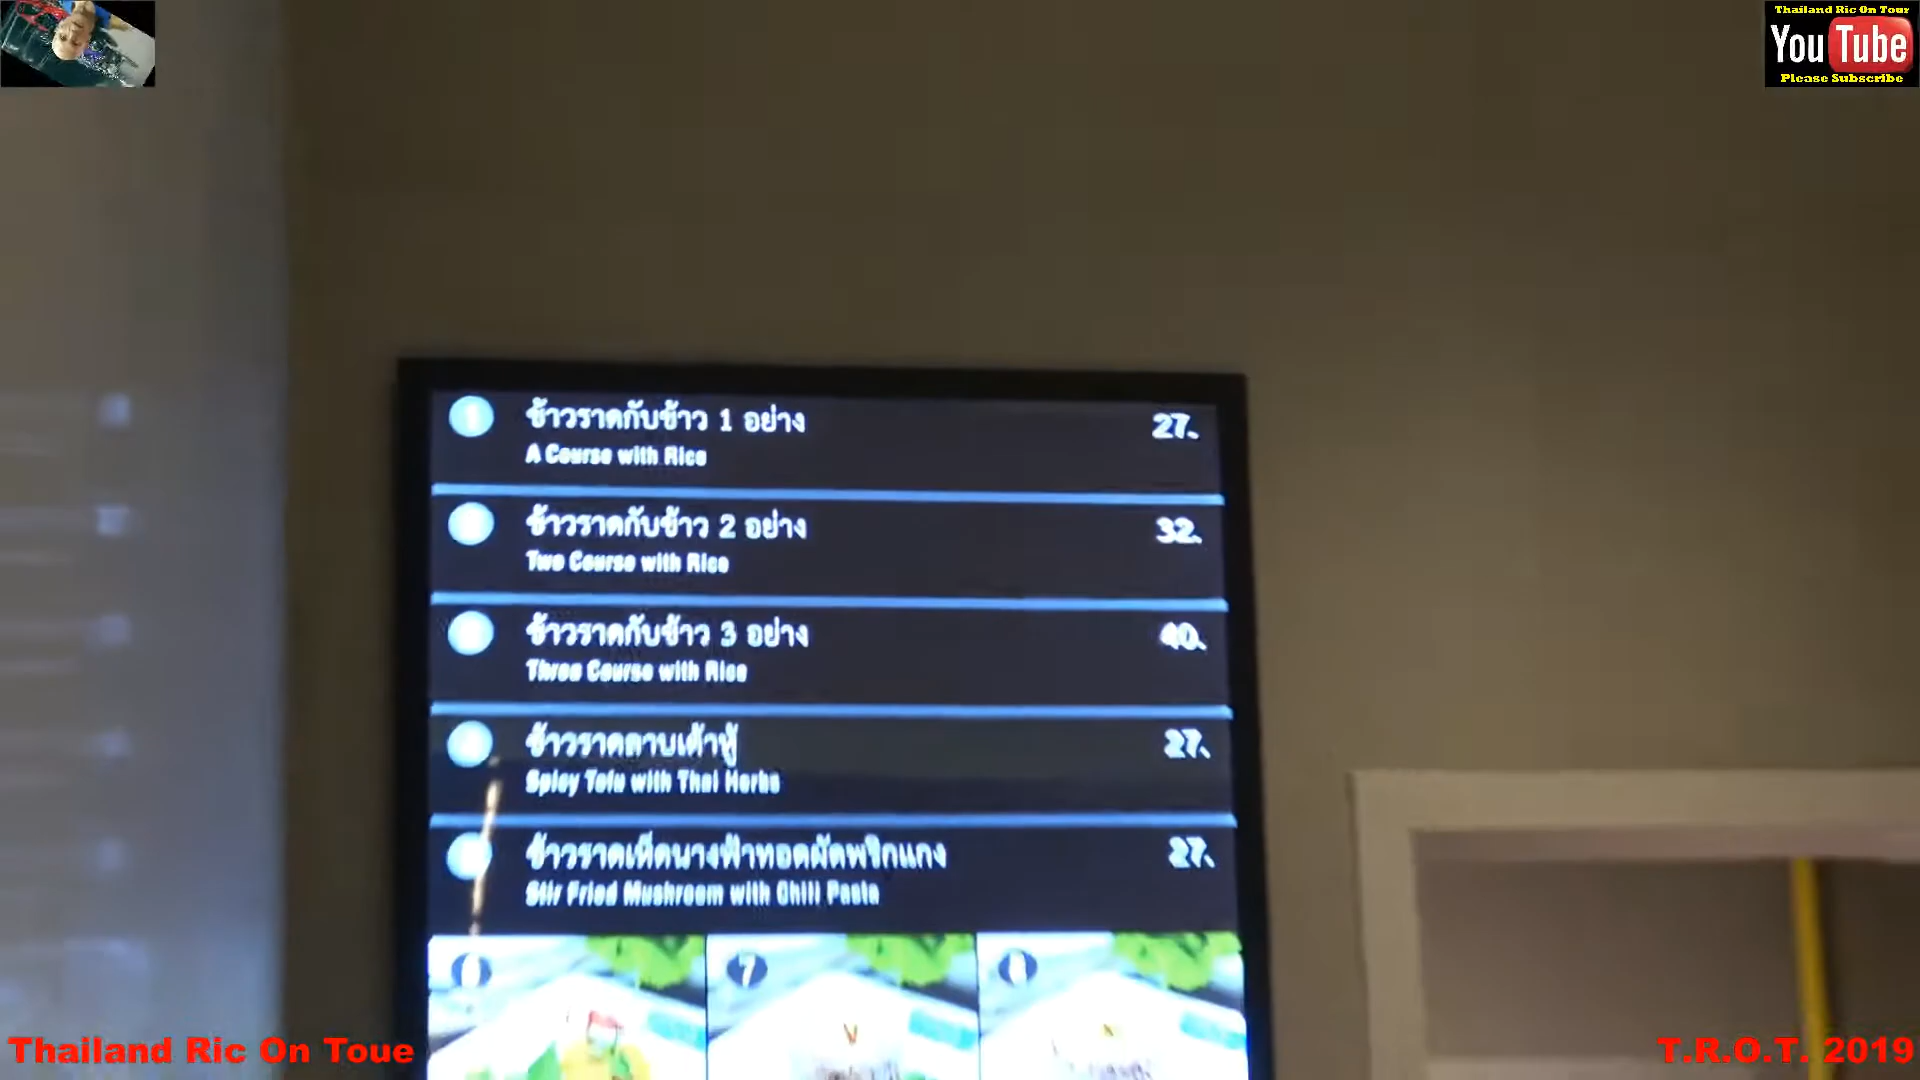 Thailand Ric On Tour
YouTube
Please Subscribe
1 ข้าวราดกับข้าว 1 อย่าง 27.
A Course with Rice
ข้าวราดกับข้าว 2 อย่าง 32.
Two Course with Rice
ข้าวราดกับข้าว 3 อย่าง 40.
Three Course with Rice
ข้าวราดลาบเต้าหู้ 27.
Spicy Tofu with Thai Herbs
ข้าวราดเห็ดนางฟ้าทอดผัดพริกแกง 27.
Stir Fried Mushroom with Chili Paste
6 7 8
Thailand Ric On Toue
T.R.O.T. 2019